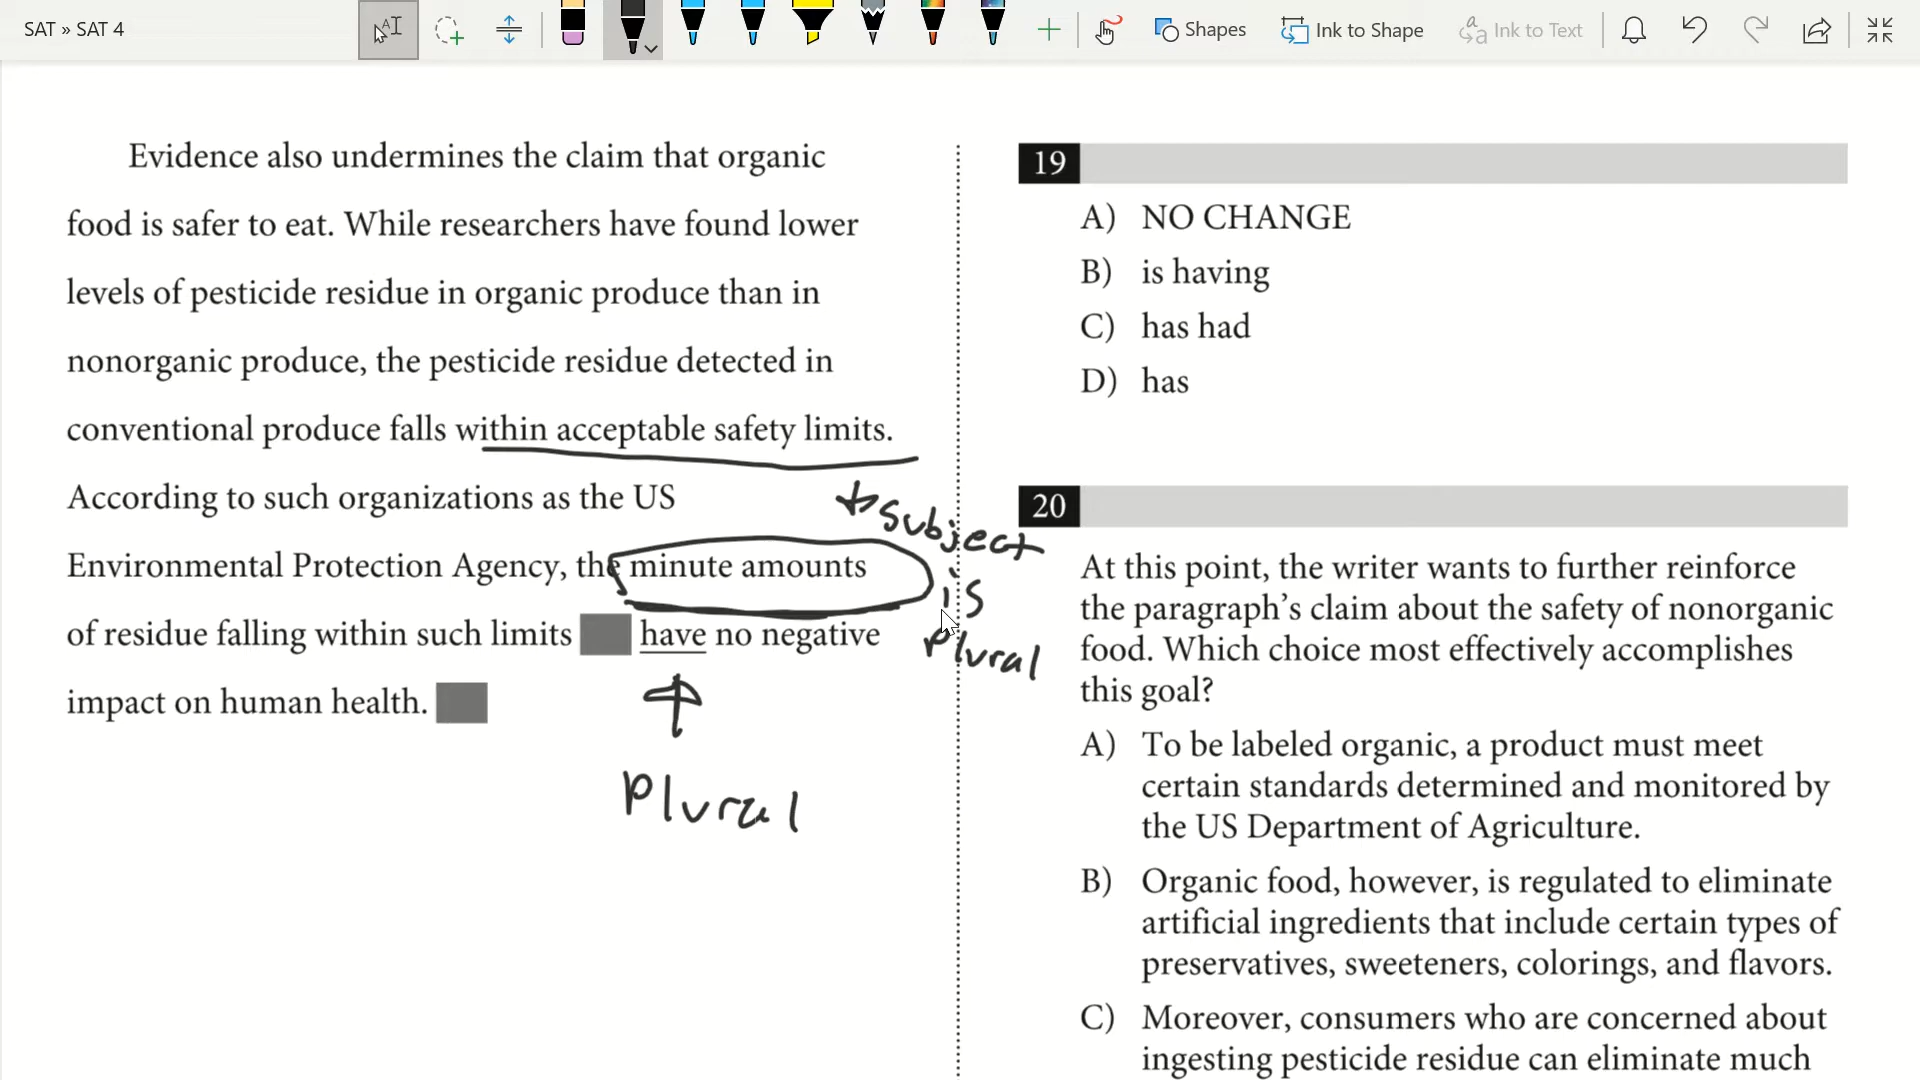 SAT » SAT 4
Shapes
Ink to Shape
Ink to Text
Evidence also undermines the claim that organic
food is safer to eat. While researchers have found lower
levels of pesticide residue in organic produce than in
nonorganic produce, the pesticide residue detected in
conventional produce falls within acceptable safety limits.
According to such organizations as the US
Environmental Protection Agency, the minute amounts
of residue falling within such limits have no negative
impact on human health.
subject
is
plural
plural
19
A) NO CHANGE
B) is having
C) has had
D) has
20
At this point, the writer wants to further reinforce
the paragraph’s claim about the safety of nonorganic
food. Which choice most effectively accomplishes
this goal?
A) To be labeled organic, a product must meet
certain standards determined and monitored by
the US Department of Agriculture.
B) Organic food, however, is regulated to eliminate
artificial ingredients that include certain types of
preservatives, sweeteners, colorings, and flavors.
C) Moreover, consumers who are concerned about
ingesting pesticide residue can eliminate much